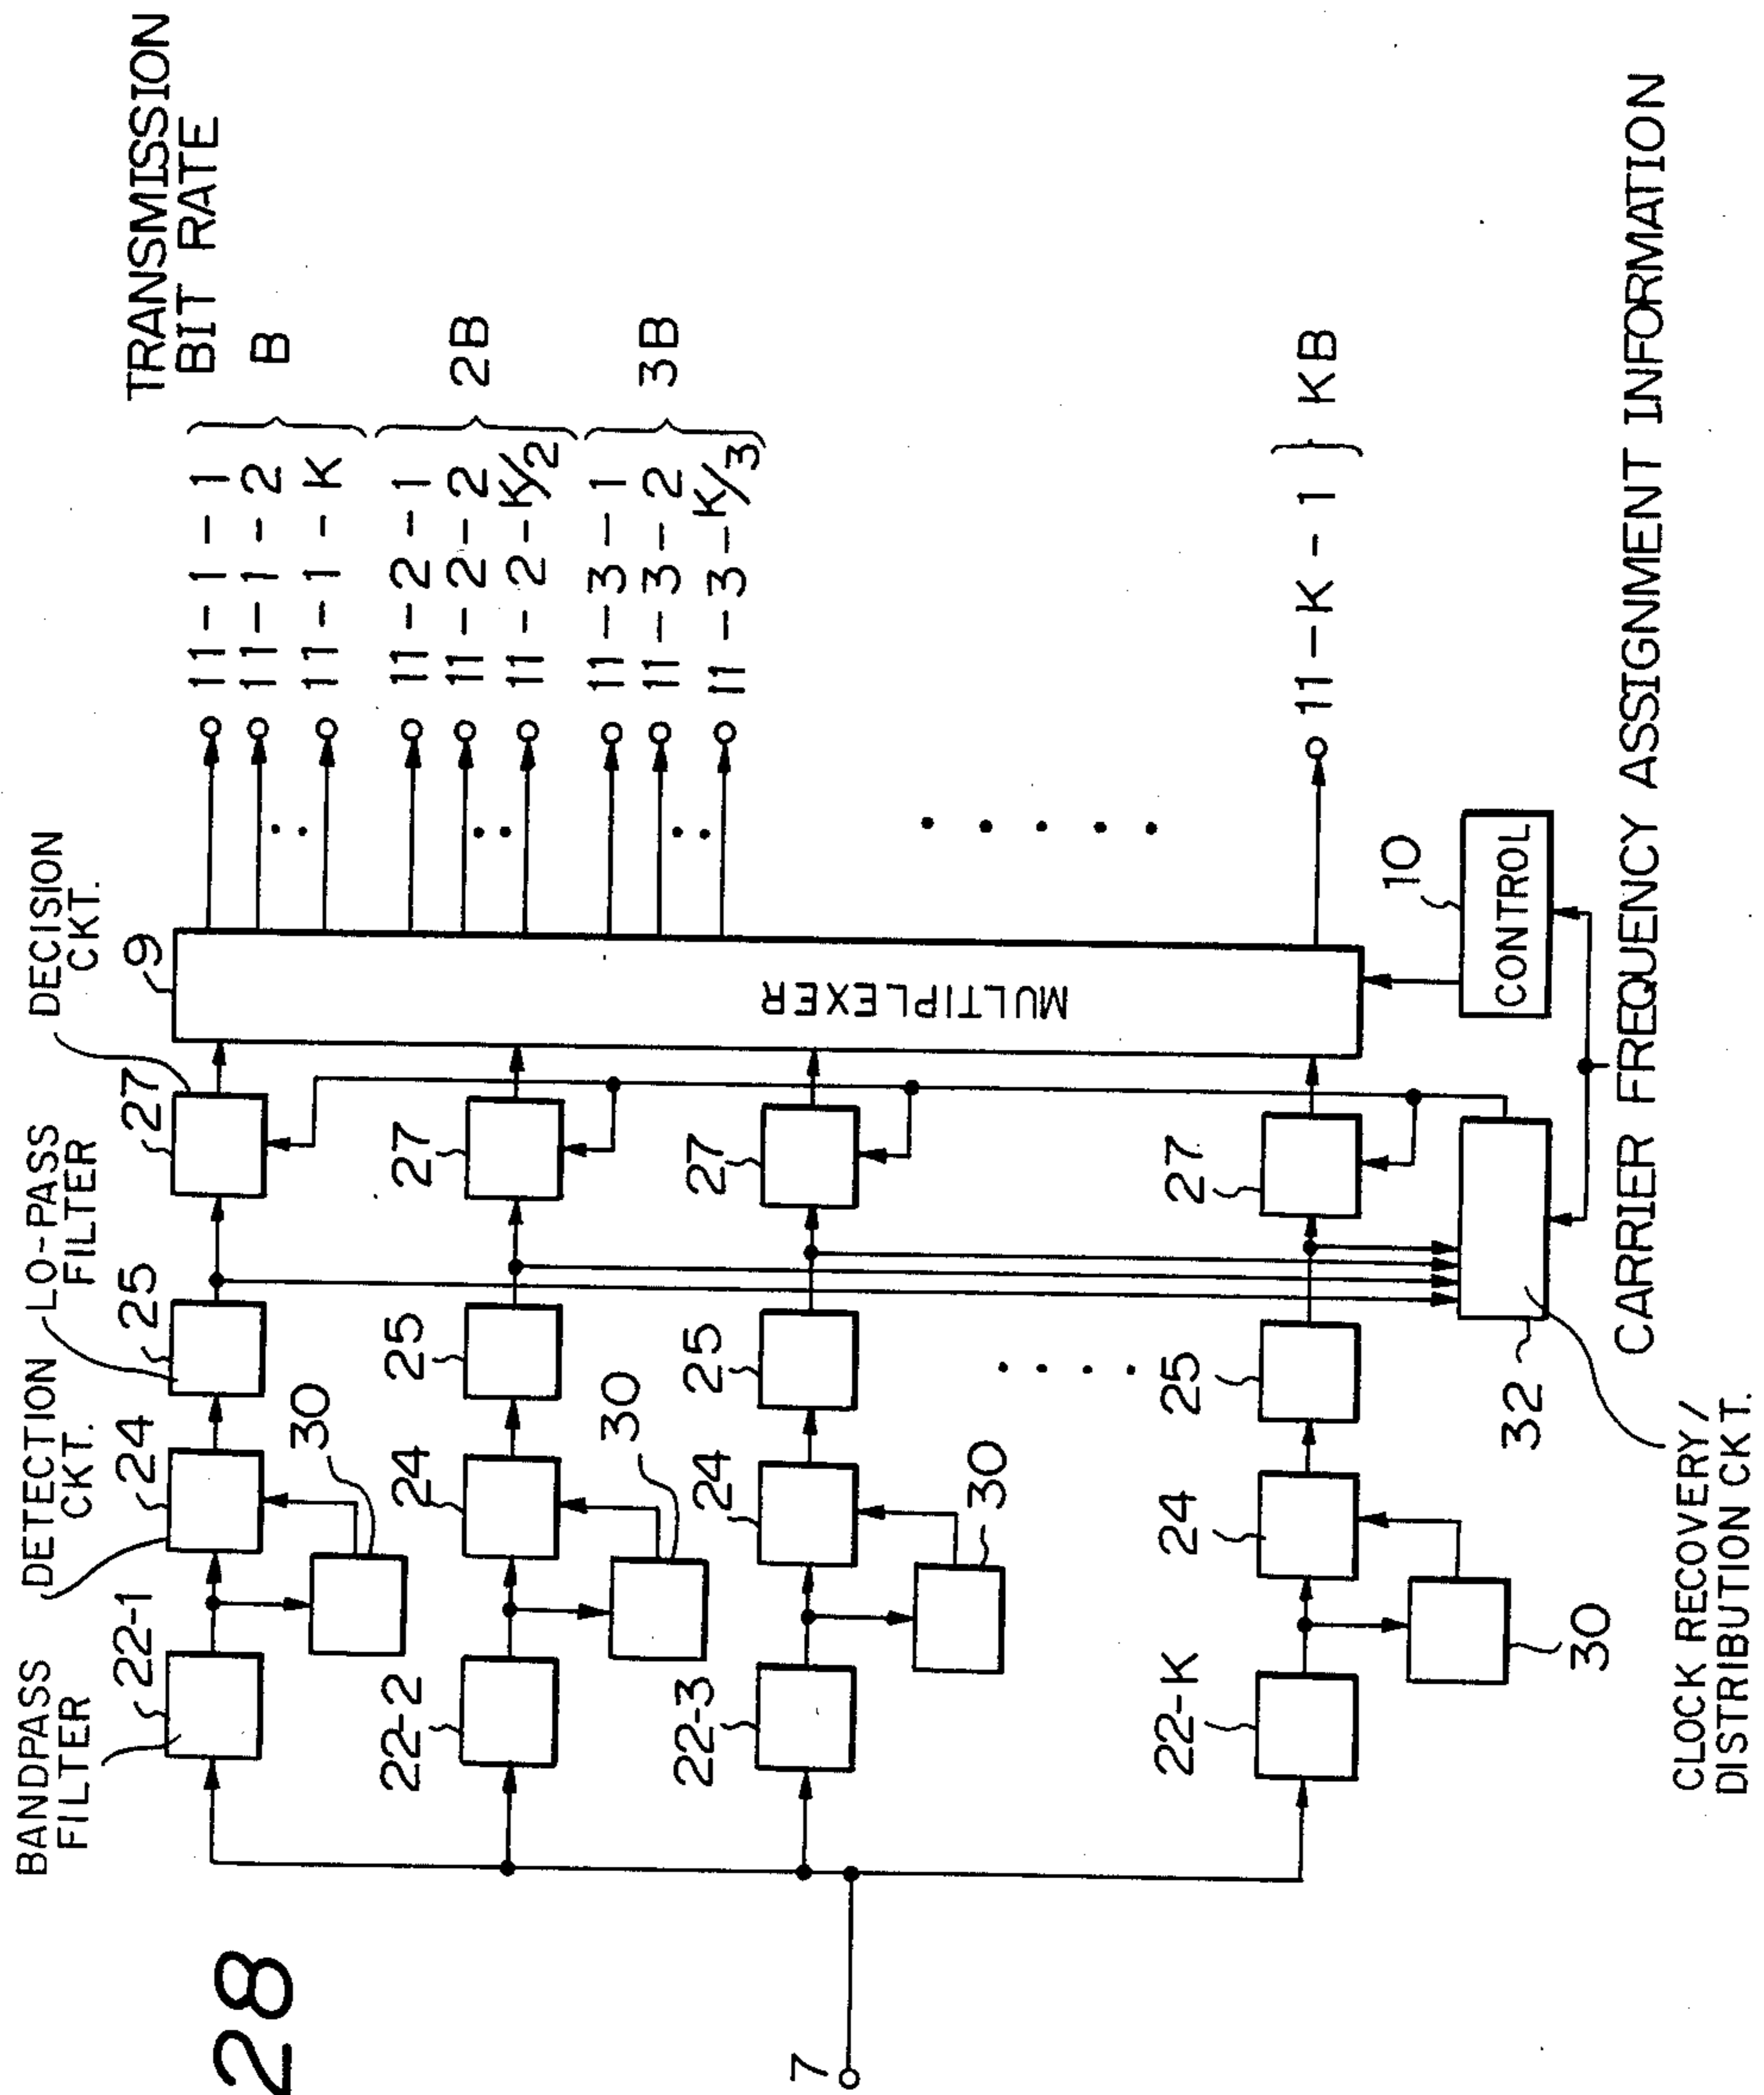 28
TRANSMISSION
BIT RATE
BANDPASS
FILTER
DETECTION
CKT.
LO-PASS
FILTER
DECISION
CKT.
22-1
24
25
27
9
30
11-1-1
11-1-2
11-1-K
B
22-2
24
25
27
30
11-2-1
11-2-2
11-2-K/2
2B
22-3
24
25
27
30
11-3-1
11-3-2
11-3-K/3
3B
MULTIPLEXER
7
22-K
24
25
27
30
11-K-1
KB
10
CONTROL
32
CARRIER FREQUENCY ASSIGNMENT INFORMATION
CLOCK RECOVERY/
DISTRIBUTION CKT.